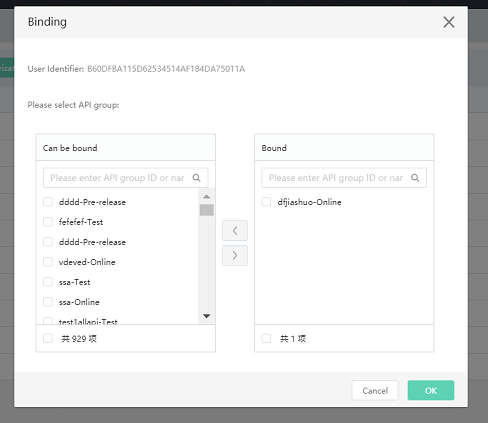 Binding
User Identifier: B60DFBA115D62534514AF184DA75011A
Please select API group:
Can be bound
Please enter API group ID or nar
dddd-Pre-release
fefefef-Test
dddd-Pre-release
vdeved-Online
ssa-Test
ssa-Online
test1allapi-Test
共 929 项
Bound
Please enter API group ID or nar
dfjiashuo-Online
共 1 项
Cancel
OK